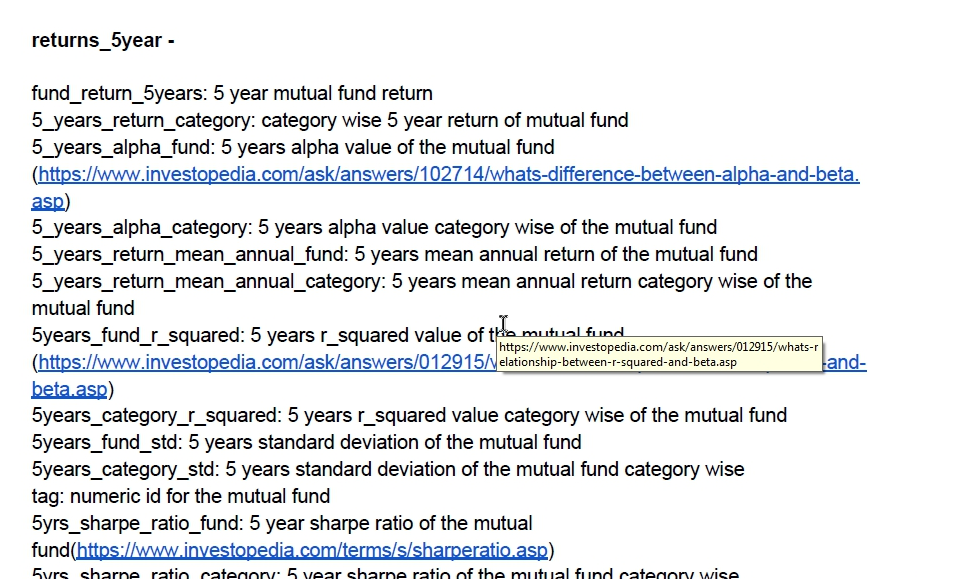 returns_5year -
fund_return_5years: 5 year mutual fund return
5_years_return_category: category wise 5 year return of mutual fund
5_years_alpha_fund: 5 years alpha value of the mutual fund
(https://www.investopedia.com/ask/answers/102714/whats-difference-between-alpha-and-beta.
asp)
5_years_alpha_category: 5 years alpha value category wise of the mutual fund
5_years_return_mean_annual_fund: 5 years mean annual return of the mutual fund
5_years_return_mean_annual_category: 5 years mean annual return category wise of the
mutual fund
5years_fund_r_squared: 5 years r_squared value of the mutual fund
https://www.investopedia.com/ask/answers/012915/whats-r
elationship-between-r-squared-and-beta.asp
(https://www.investopedia.com/ask/answers/012915/ -and-
beta.asp)
5years_category_r_squared: 5 years r_squared value category wise of the mutual fund
5years_fund_std: 5 years standard deviation of the mutual fund
5years_category_std: 5 years standard deviation of the mutual fund category wise
tag: numeric id for the mutual fund
5yrs_sharpe_ratio_fund: 5 year sharpe ratio of the mutual
fund(https://www.investopedia.com/terms/s/sharperatio.asp)
5yrs_sharpe_ratio_category: 5 year sharpe ratio of the mutual fund category wise